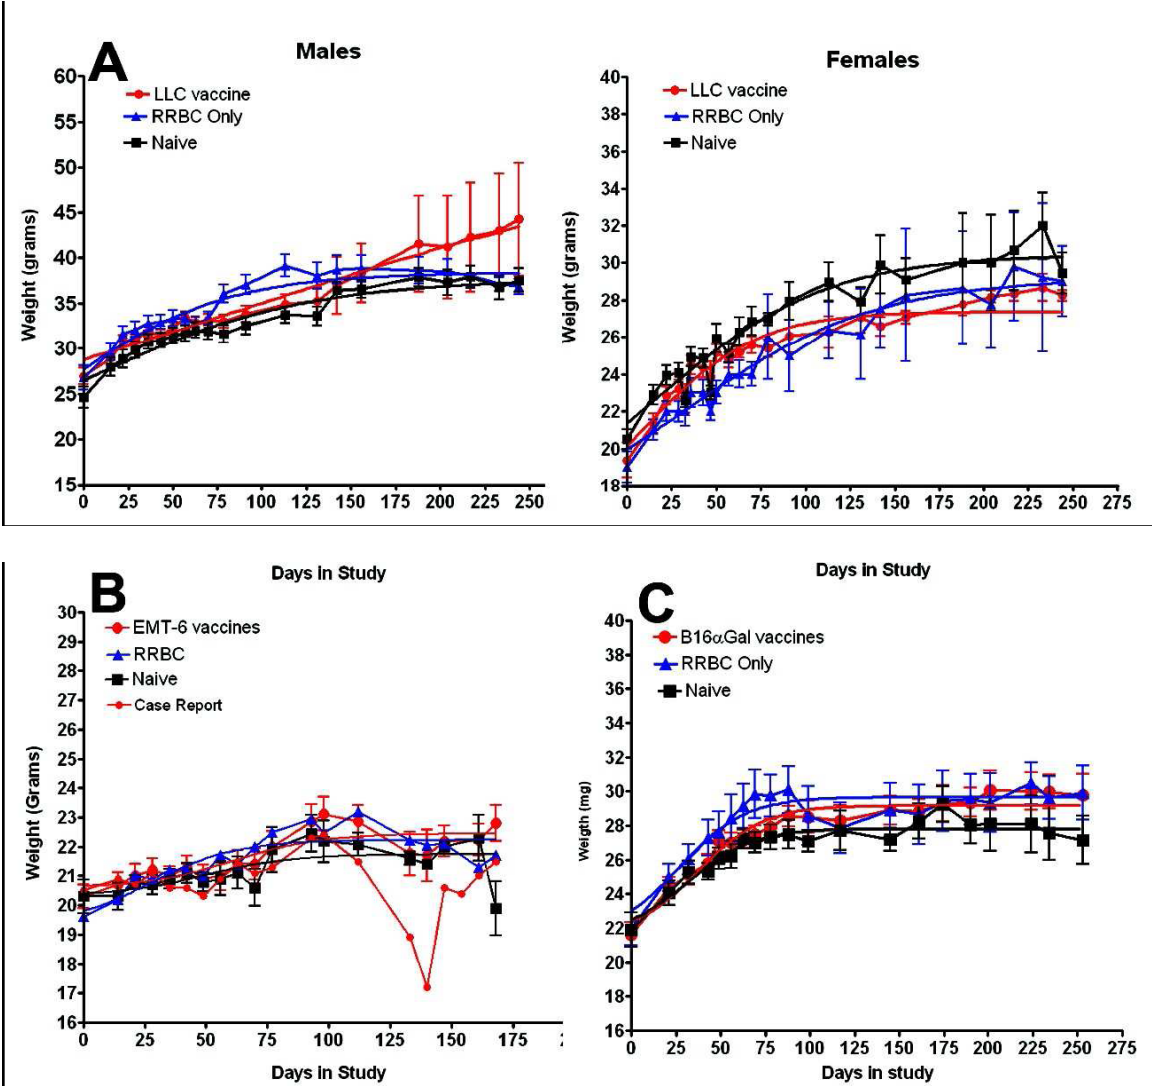 A
Males
LLC vaccine
RRBC Only
Naive
Weight (grams)
60
55
50
45
40
35
30
25
20
15
0 25 50 75 100 125 150 175 200 225 250
Days in Study
Females
LLC vaccine
RRBC Only
Naive
Weight (grams)
40
38
36
34
32
30
28
26
24
22
20
18
0 25 50 75 100 125 150 175 200 225 250 275
Days in Study
B
EMT-6 vaccines
RRBC
Naive
Case Report
Weight (Grams)
30
29
28
27
26
25
24
23
22
21
20
19
18
17
16
0 25 50 75 100 125 150 175
Days in Study
C
B16αGal vaccines
RRBC Only
Naive
Weigth (mg)
40
38
36
34
32
30
28
26
24
22
20
18
16
0 25 50 75 100 125 150 175 200 225 250 275
Days in study